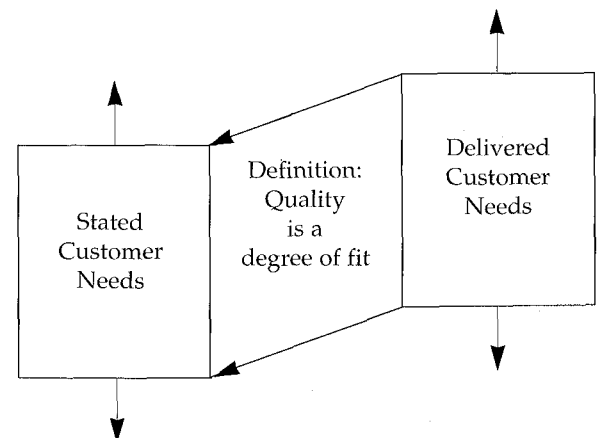 Stated
Customer
Needs
Definition:
Quality
is a
degree of fit
Delivered
Customer
Needs